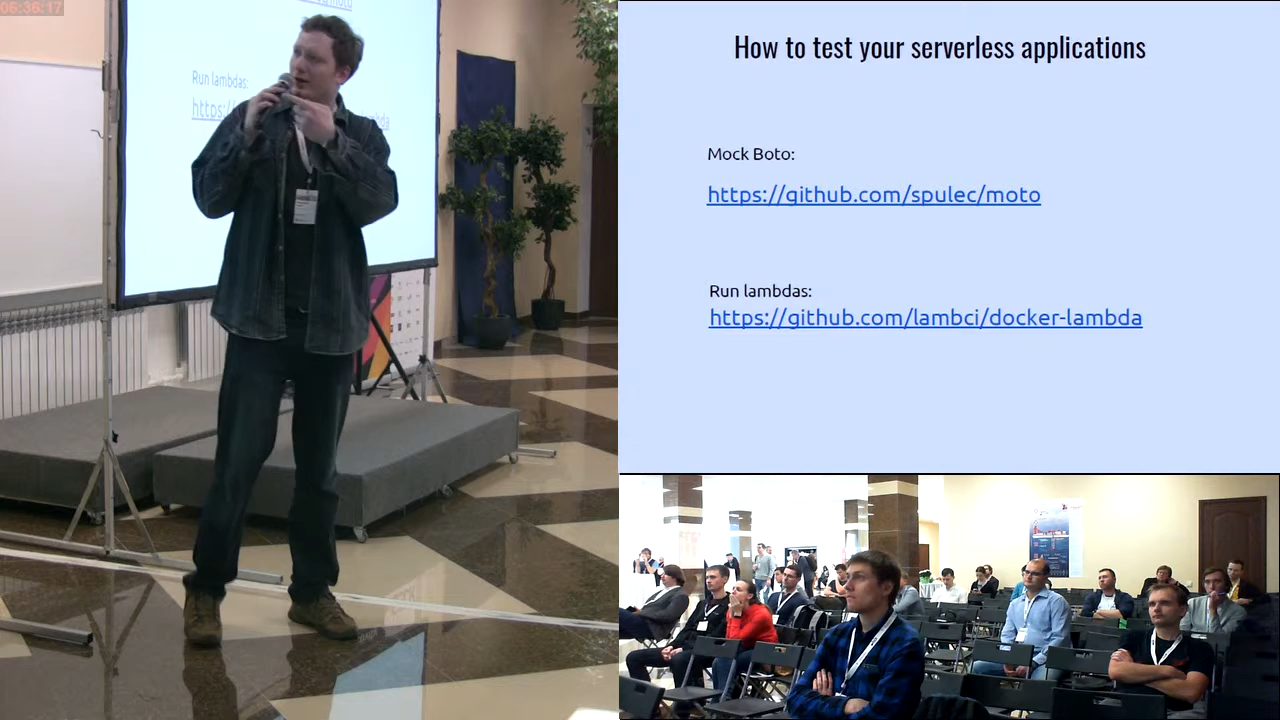 06:36:17
Run lambdas:
https:/
How to test your serverless applications
Mock Boto:
https://github.com/spulec/moto
Run lambdas:
https://github.com/lambci/docker-lambda